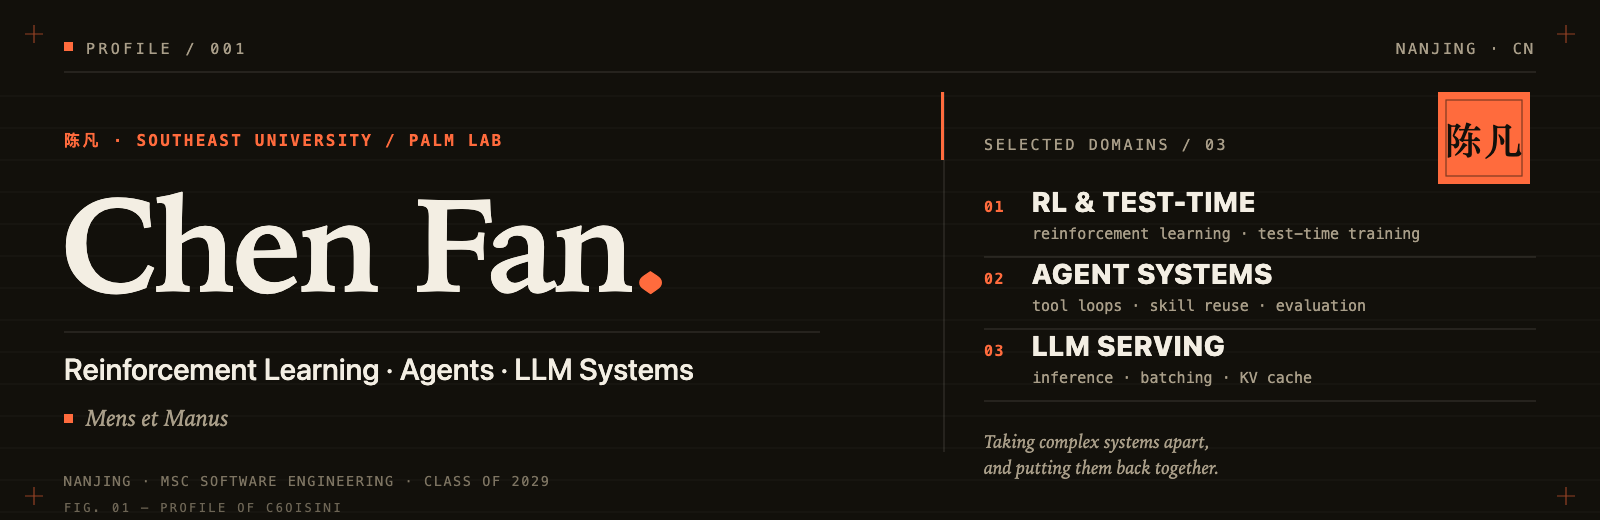 PROFILE / 001
NANJING · CN
陈凡 · SOUTHEAST UNIVERSITY / PALM LAB
Chen Fan.
Reinforcement Learning · Agents · LLM Systems
Mens et Manus
NANJING · MSC SOFTWARE ENGINEERING · CLASS OF 2029
FIG. 01 — PROFILE OF C6OISINI
SELECTED DOMAINS / 03
陈凡
01 RL & TEST-TIME
reinforcement learning · test-time training
02 AGENT SYSTEMS
tool loops · skill reuse · evaluation
03 LLM SERVING
inference · batching · KV cache
Taking complex systems apart,
and putting them back together.